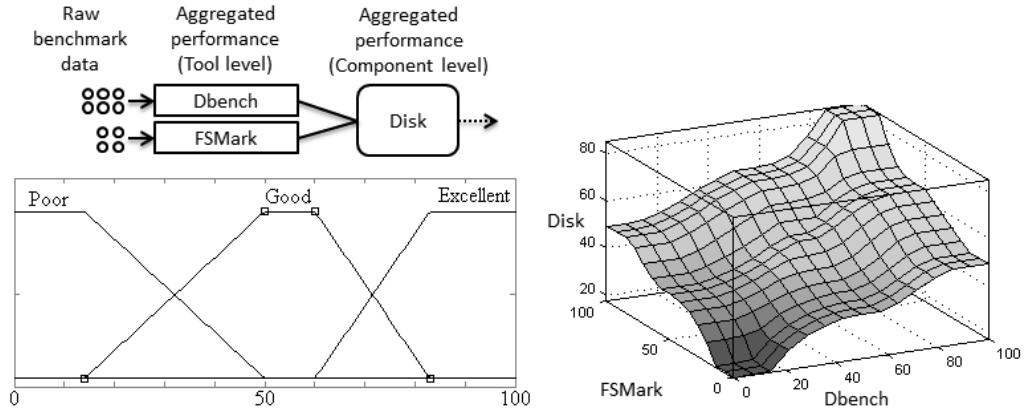 Raw
benchmark
data
Aggregated
performance
(Tool level)
Aggregated
performance
(Component level)
Dbench
FSMark
Disk
Poor
Good
Excellent
0
50
100
Disk
80
60
40
20
100
50
0
FSMark
0
20
40
60
80
100
Dbench